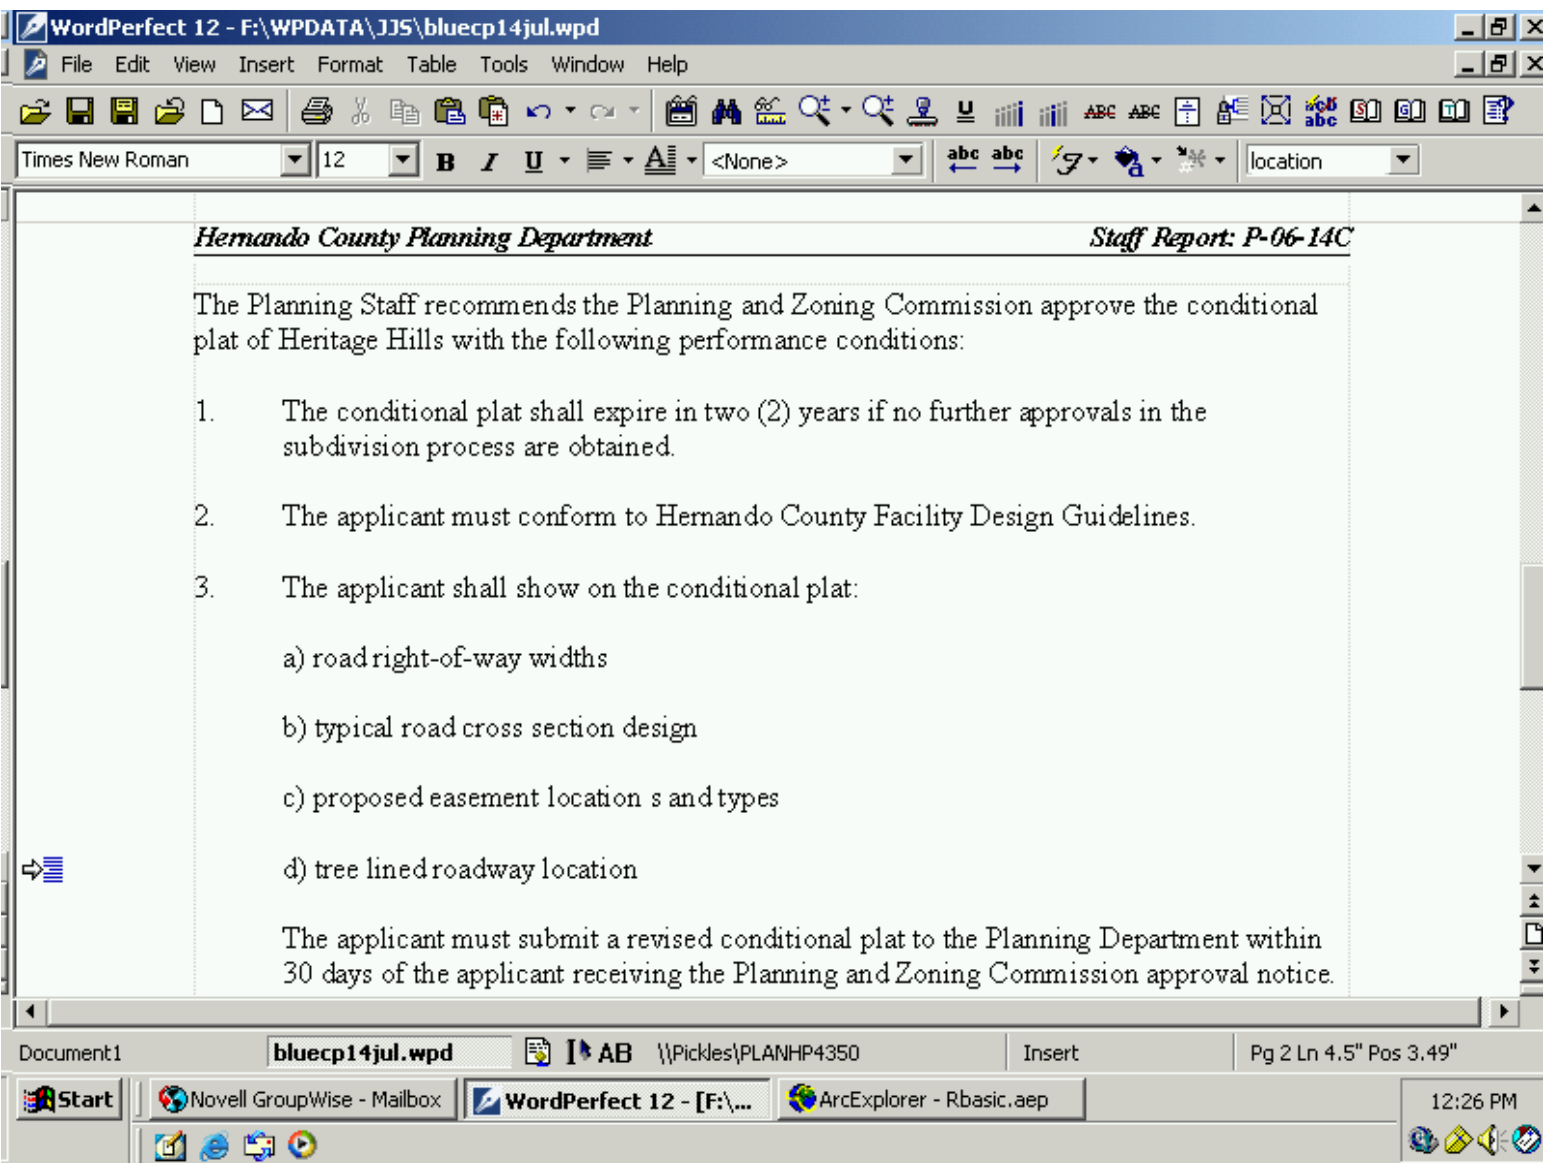 WordPerfect 12 - F:\WPDATA\JJS\bluecp14jul.wpd
File Edit View Insert Format Table Tools Window Help
Times New Roman 12 B I U A <None> abc abc location
Hernando County Planning Department Staff Report: P-06-14C
The Planning Staff recommends the Planning and Zoning Commission approve the conditional
plat of Heritage Hills with the following performance conditions:
1. The conditional plat shall expire in two (2) years if no further approvals in the
subdivision process are obtained.
2. The applicant must conform to Hernando County Facility Design Guidelines.
3. The applicant shall show on the conditional plat:
a) road right-of-way widths
b) typical road cross section design
c) proposed easement location s and types
d) tree lined roadway location
The applicant must submit a revised conditional plat to the Planning Department within
30 days of the applicant receiving the Planning and Zoning Commission approval notice.
Document1 bluecp14jul.wpd AB \\Pickles\PLANHP4350 Insert Pg 2 Ln 4.5" Pos 3.49"
Start Novell GroupWise - Mailbox WordPerfect 12 - [F:\... ArcExplorer - Rbasic.aep 12:26 PM